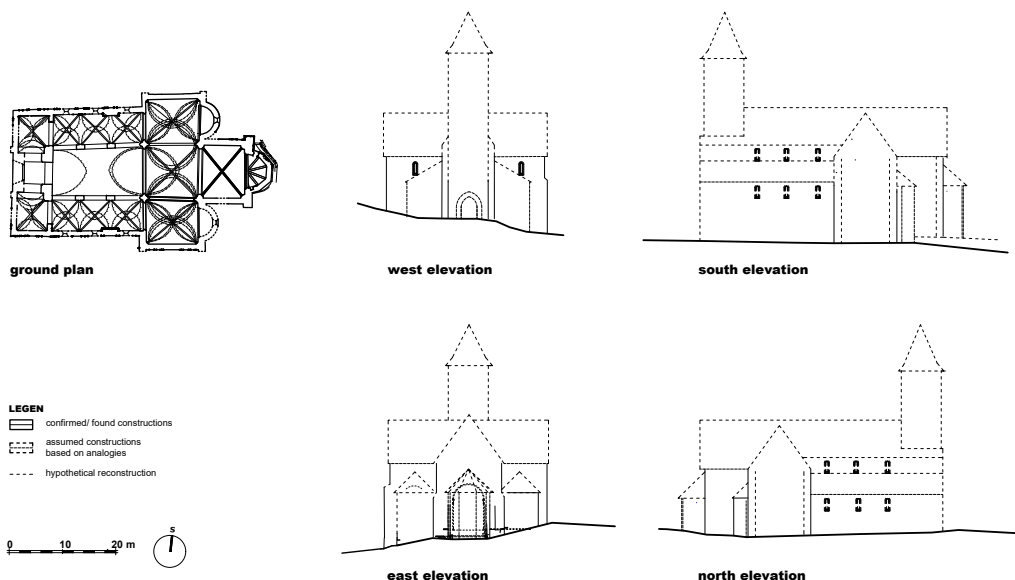 ground plan
west elevation
south elevation
LEGEN
confirmed/ found constructions
assumed constructions
based on analogies
hypothetical reconstruction
0 10 20 m
s
east elevation
north elevation